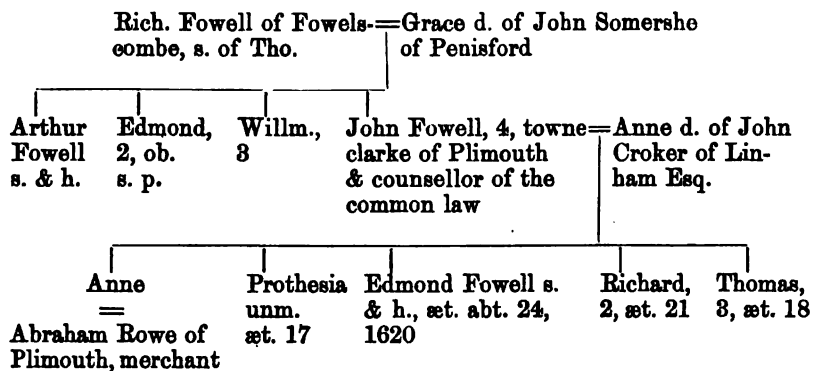 Rich. Fowell of Fowels-=Grace d. of John Somershe
combe, s. of Tho. of Penisford
Arthur Edmond, Willm., John Fowell, 4, towne=Anne d. of John
Fowell 2, ob. 3 clarke of Plimouth Croker of Lin-
s. & h. s. p. & counsellor of the ham Esq.
common law
Anne Prothesia Edmond Fowell s. Richard, Thomas,
= unm. & h., æt. abt. 24, 2, æt. 21 3, æt. 18
Abraham Rowe of æt. 17 1620
Plimouth, merchant